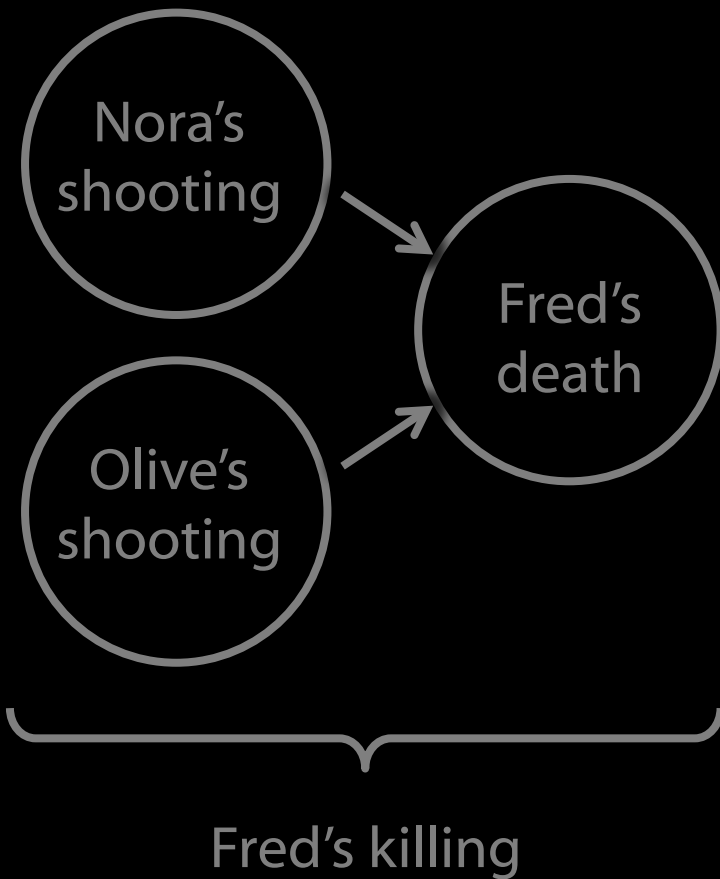 Nora’s
shooting
Fred’s
death
Olive’s
shooting
Fred’s killing